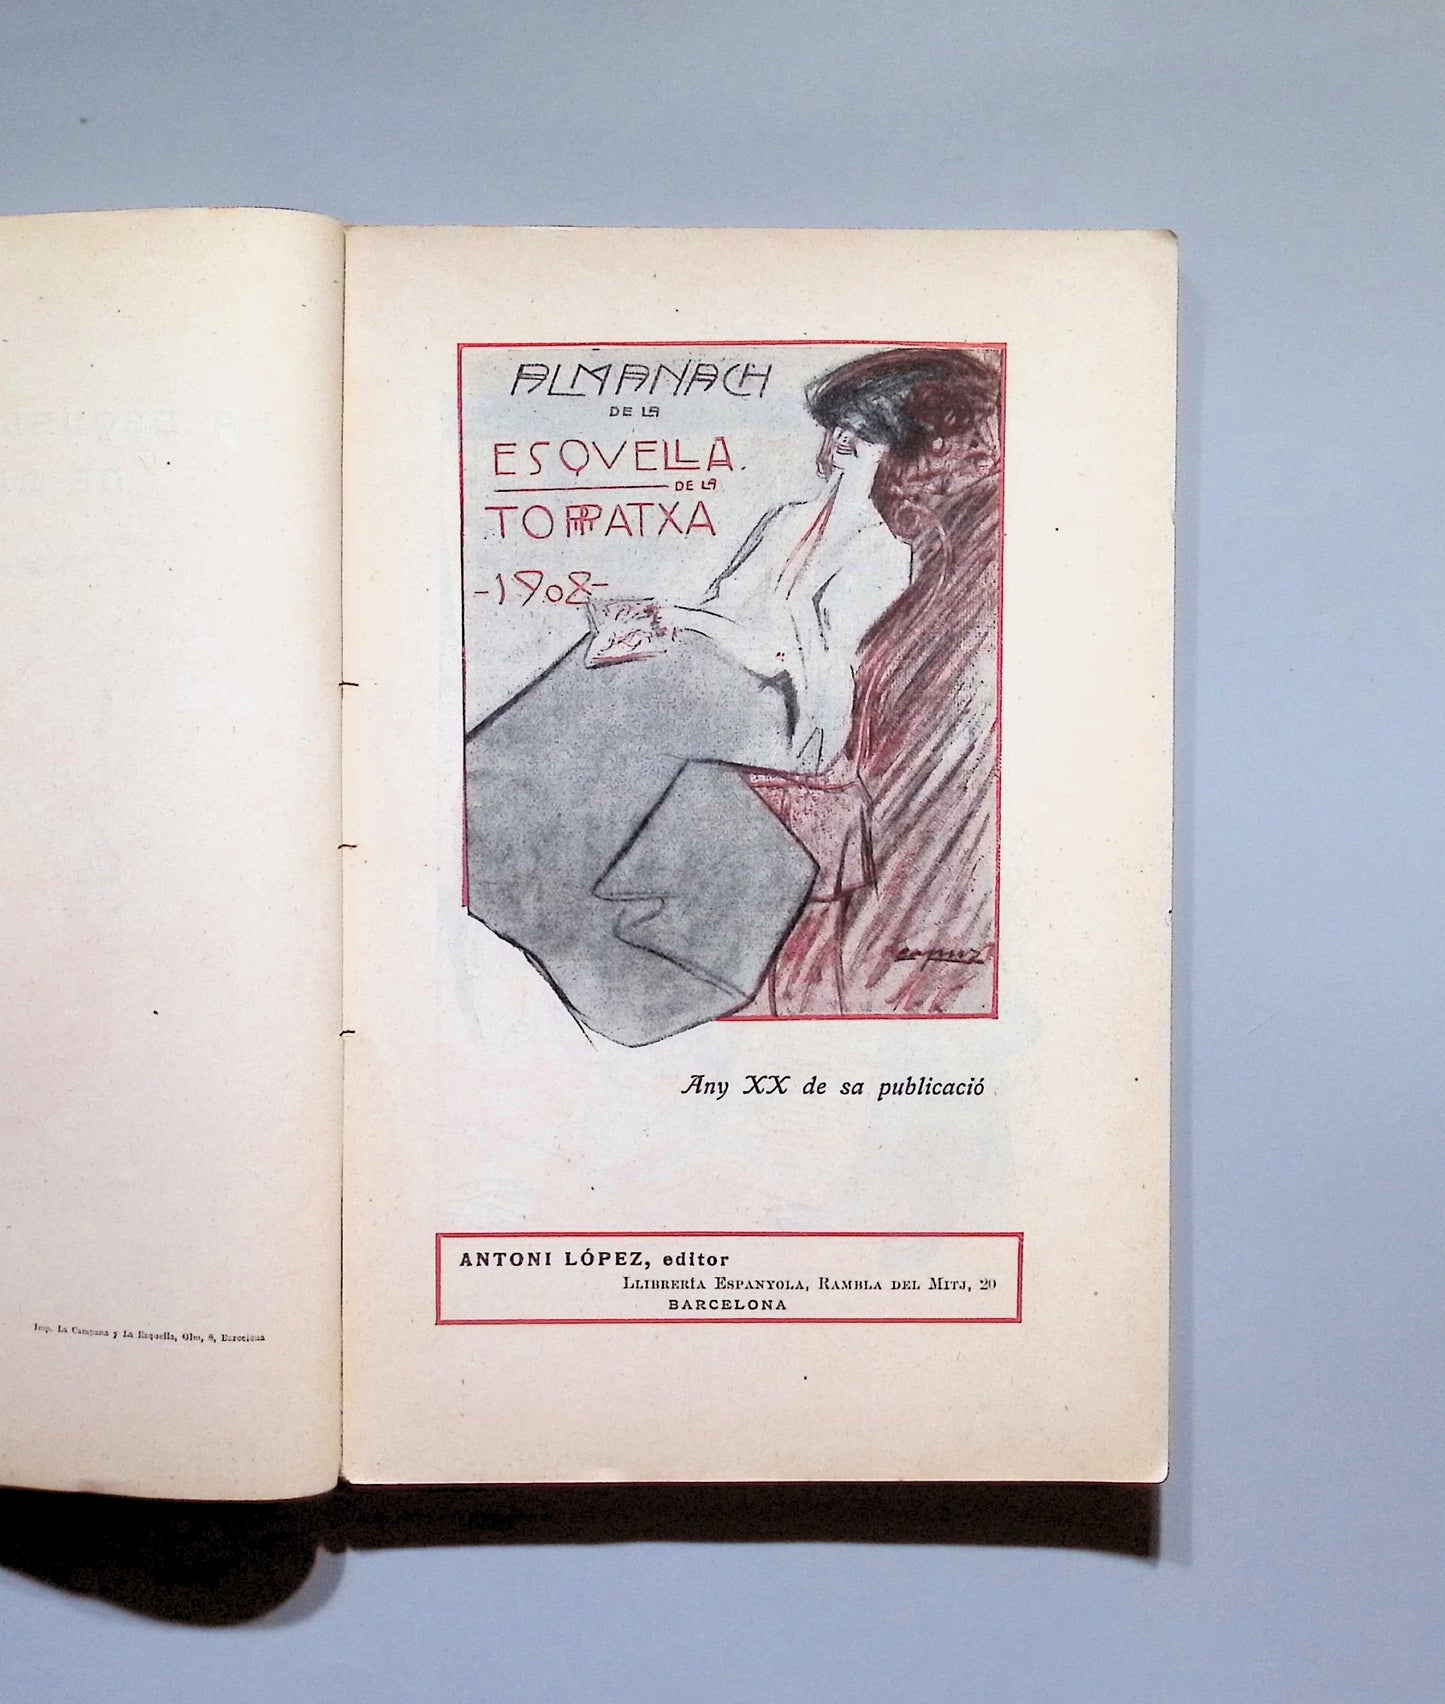 Imp. La Campana y La Esquella, Olm, 8, Barcelona
ALMANACH
DE LA
ESQVELLA
DE LA
TORRATXA
-1908-
Any XX de sa publicació
ANTONI LÓPEZ, editor
LLIBRERÍA ESPANYOLA, RAMBLA DEL MITJ, 20
BARCELONA